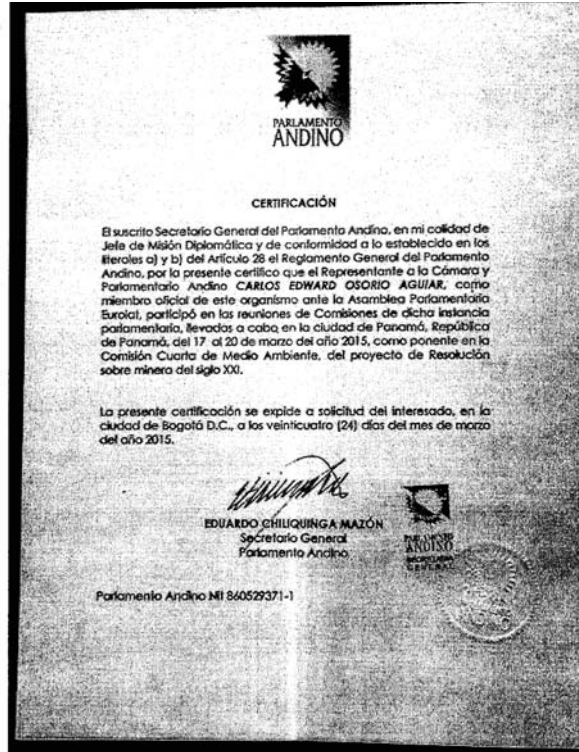 PARLAMENTO
ANDINO
CERTIFICACIÓN
El suscrito Secretario General del Parlamento Andino, en mi calidad de
Jefe de Misión Diplomática y de conformidad a lo establecido en los
literales a) y b) del Artículo 28 el Reglamento General del Parlamento
Andino, por la presente certifico que el Representante a la Cámara y
Parlamentario Andino CARLOS EDWARD OSORIO AGUIAR, como
miembro oficial de este organismo ante la Asamblea Parlamentaria
Eurolat, participó en las reuniones de Comisiones de dicha instancia
parlamentaria, llevadas a cabo, en la ciudad de Panamá, República
de Panamá, del 17 al 20 de marzo del año 2015, como ponente en la
Comisión Cuarta de Medio Ambiente, del proyecto de Resolución
sobre minera del siglo XXI.
La presente certificación se expide a solicitud del interesado, en la
ciudad de Bogotá D.C., a los veinticuatro (24) días del mes de marzo
del año 2015.
EDUARDO CHILIQUINGA MAZÓN
Secretario General
Parlamento Andino
PARLAMENTO
ANDINO
SECRETARIA
GENERAL
Parlamento Andino Nit 860529371-1